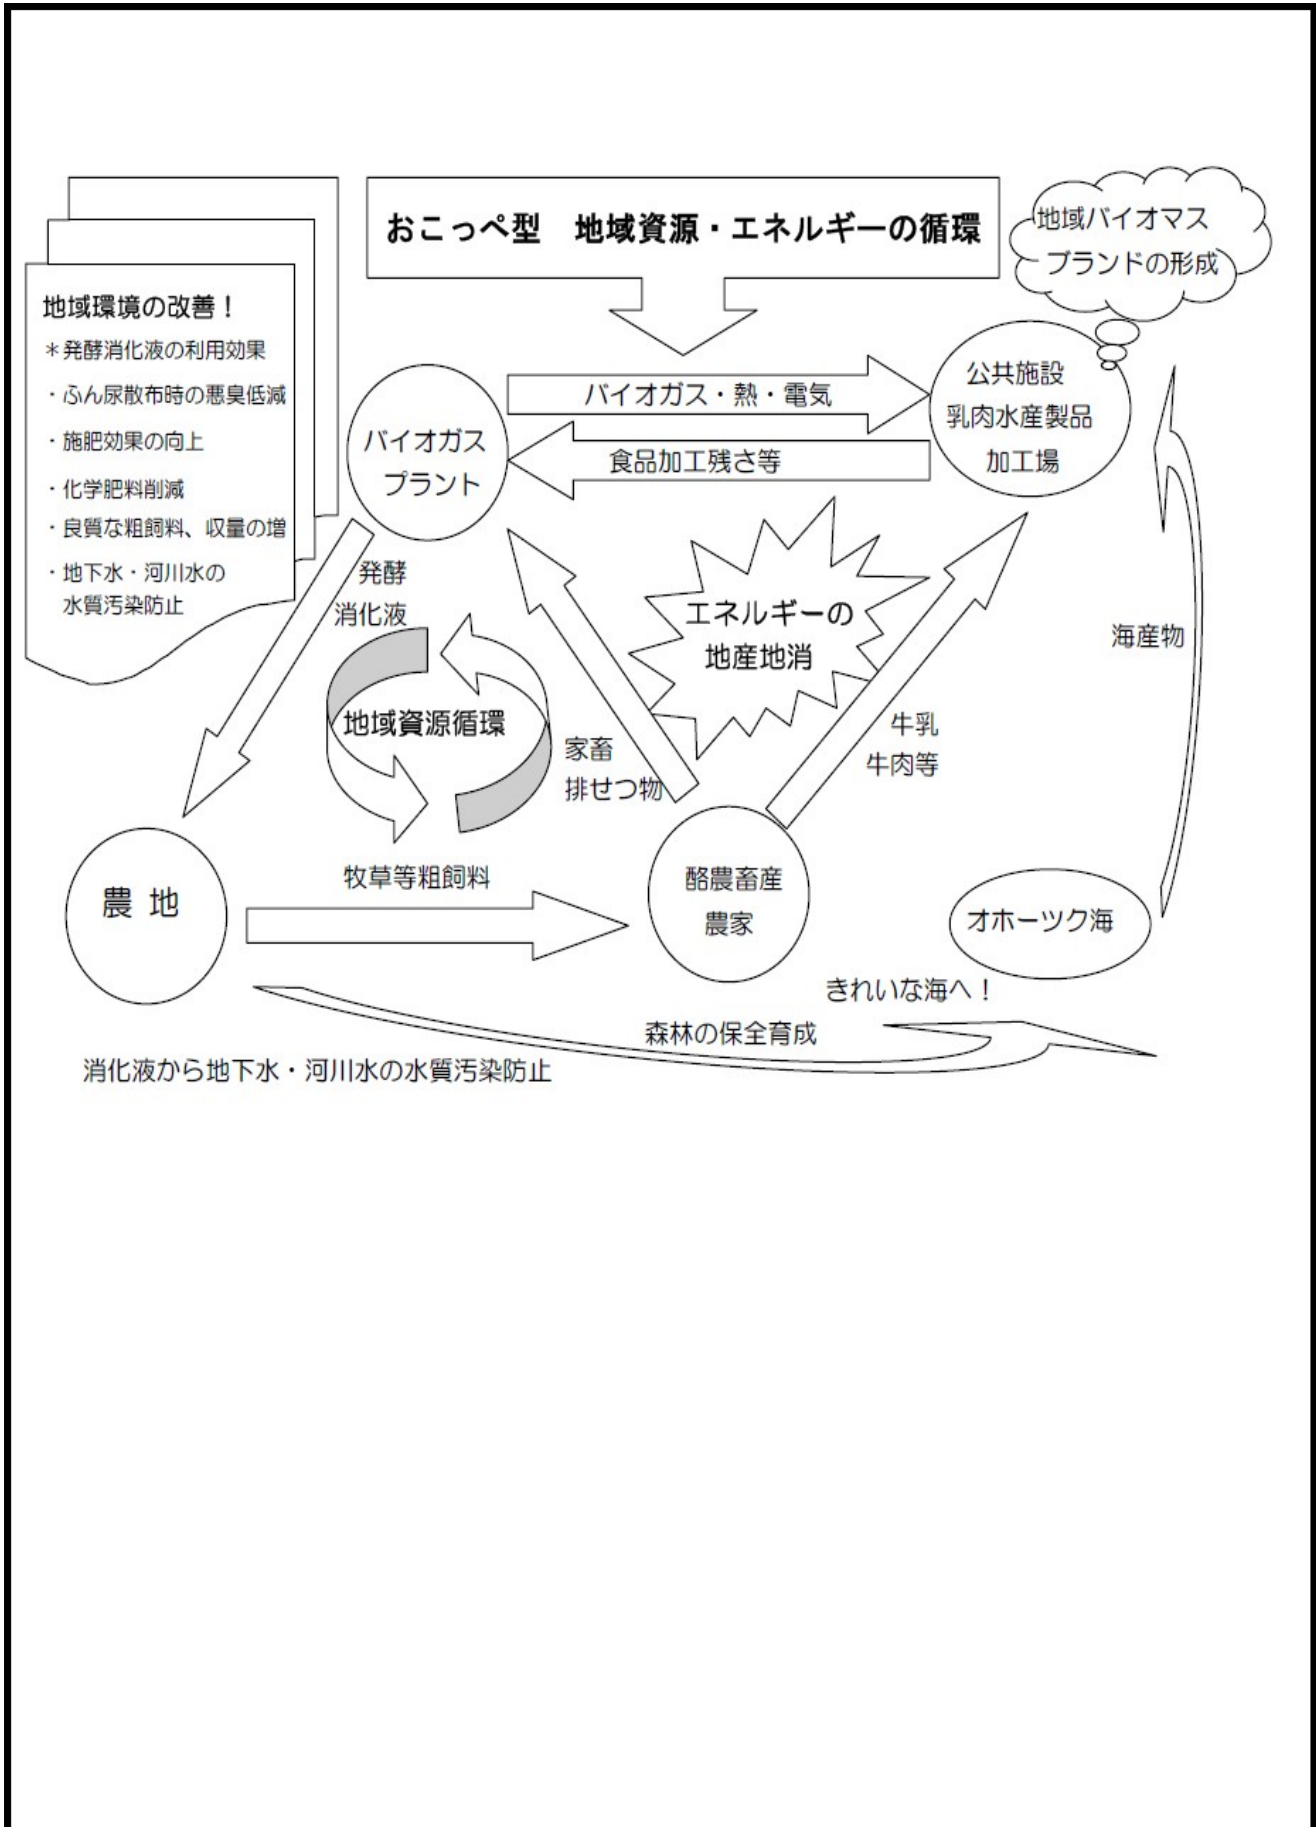 おこっぺ型　地域資源・エネルギーの循環
地域バイオマス
ブランドの形成
地域環境の改善！
＊発酵消化液の利用効果
・ふん尿散布時の悪臭低減
・施肥効果の向上
・化学肥料削減
・良質な粗飼料、収量の増
・地下水・河川水の
水質汚染防止
バイオガス
プラント
バイオガス・熱・電気
食品加工残さ等
公共施設
乳肉水産製品
加工場
発酵
消化液
エネルギーの
地産地消
海産物
地域資源循環
家畜
排せつ物
牛乳
牛肉等
農 地
牧草等粗飼料
酪農畜産
農家
オホーツク海
きれいな海へ！
森林の保全育成
消化液から地下水・河川水の水質汚染防止